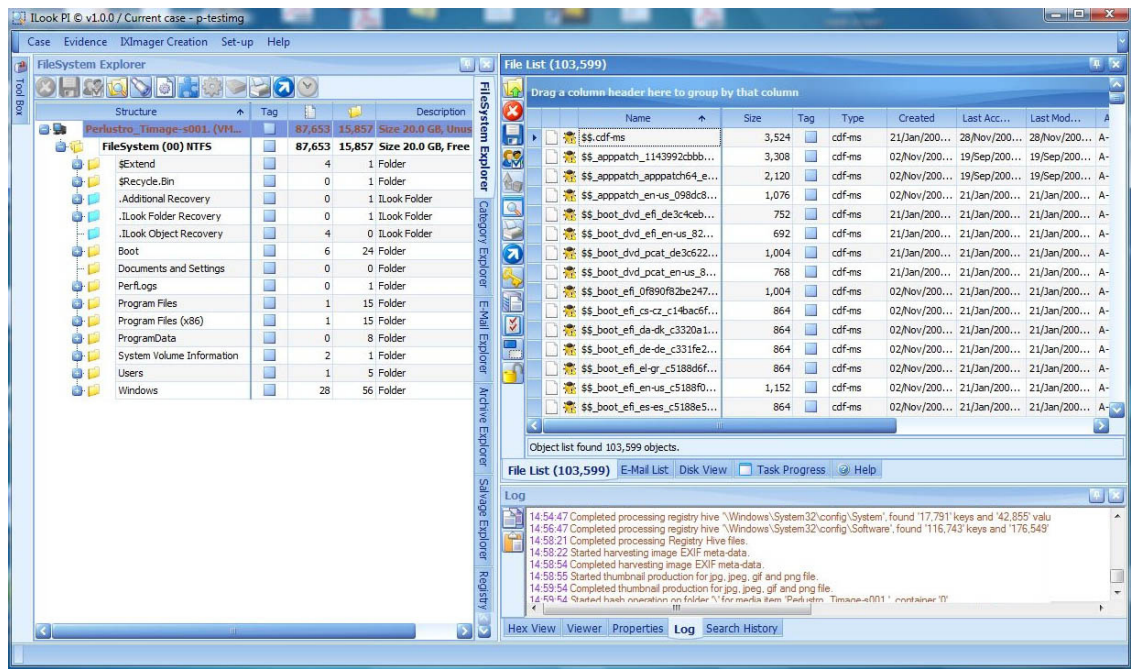 ILook PI © v1.0.0 / Current case - p-testimg
Case Evidence IXImager Creation Set-up Help
Tool Box
FileSystem Explorer
Structure Tag Description
Perlustro_Timage-s001. (VM... 87,653 15,857 Size 20.0 GB, Unus
FileSystem (00) NTFS 87,653 15,857 Size 20.0 GB, Free
$Extend 4 1 Folder
$Recycle.Bin 0 1 Folder
.Additional Recovery 0 1 ILook Folder
.ILook Folder Recovery 0 1 ILook Folder
.ILook Object Recovery 4 0 ILook Folder
Boot 6 24 Folder
Documents and Settings 0 0 Folder
PerfLogs 0 1 Folder
Program Files 1 15 Folder
Program Files (x86) 1 15 Folder
ProgramData 0 8 Folder
System Volume Information 2 1 Folder
Users 1 5 Folder
Windows 28 56 Folder
FileSystem Explorer
Category Explorer
E-Mail Explorer
Archive Explorer
Salvage Explorer
Registry
File List (103,599)
Drag a column header here to group by that column
Name Size Tag Type Created Last Acc... Last Mod... A
$$.cdf-ms 3,524 cdf-ms 21/Jan/200... 28/Nov/200... 28/Nov/200... A-
$$_apppatch_1143992cbbb... 3,308 cdf-ms 02/Nov/200... 19/Sep/200... 19/Sep/200... A-
$$_apppatch_apppatch64_e... 2,120 cdf-ms 02/Nov/200... 19/Sep/200... 19/Sep/200... A-
$$_apppatch_en-us_098dc8... 1,076 cdf-ms 02/Nov/200... 21/Jan/200... 21/Jan/200... A-
$$_boot_dvd_efi_de3c4ceb... 752 cdf-ms 02/Nov/200... 21/Jan/200... 21/Jan/200... A-
$$_boot_dvd_efi_en-us_82... 692 cdf-ms 02/Nov/200... 21/Jan/200... 21/Jan/200... A-
$$_boot_dvd_pcat_de3c622... 1,004 cdf-ms 02/Nov/200... 21/Jan/200... 21/Jan/200... A-
$$_boot_dvd_pcat_en-us_8... 768 cdf-ms 02/Nov/200... 21/Jan/200... 21/Jan/200... A-
$$_boot_efi_0f890f82be247... 1,004 cdf-ms 02/Nov/200... 21/Jan/200... 21/Jan/200... A-
$$_boot_efi_cs-cz_c14bac6f... 864 cdf-ms 02/Nov/200... 21/Jan/200... 21/Jan/200... A-
$$_boot_efi_da-dk_c3320a1... 864 cdf-ms 02/Nov/200... 21/Jan/200... 21/Jan/200... A-
$$_boot_efi_de-de_c331fe2... 864 cdf-ms 02/Nov/200... 21/Jan/200... 21/Jan/200... A-
$$_boot_efi_el-gr_c5188d6f... 864 cdf-ms 02/Nov/200... 21/Jan/200... 21/Jan/200... A-
$$_boot_efi_en-us_c5188f0... 1,152 cdf-ms 02/Nov/200... 21/Jan/200... 21/Jan/200... A-
$$_boot_efi_es-es_c5188e5... 864 cdf-ms 02/Nov/200... 21/Jan/200... 21/Jan/200... A-
Object list found 103,599 objects.
File List (103,599) E-Mail List Disk View Task Progress Help
Log
14:54:47 Completed processing registry hive '\Windows\System32\config\System', found '17,791' keys and '42,855' valu
14:56:47 Completed processing registry hive '\Windows\System32\config\Software', found '116,743' keys and '176,549'
14:58:21 Completed processing Registry Hive files.
14:58:22 Started harvesting image EXIF meta-data.
14:58:54 Completed harvesting image EXIF meta-data.
14:58:55 Started thumbnail production for jpg, jpeg, gif and png file.
14:59:54 Completed thumbnail production for jpg, jpeg, gif and png file.
14:59:54 Started hash operation on folder '\' for media item 'Perlustro_Timage-s001.', container '0'
Hex View Viewer Properties Log Search History